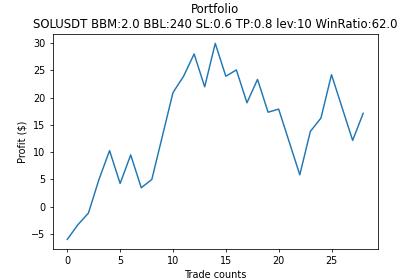 Portfolio
SOLUSDT BBM:2.0 BBL:240 SL:0.6 TP:0.8 lev:10 WinRatio:62.0
30
25
20
15
10
5
0
−5
Profit ($)
0 5 10 15 20 25
Trade counts